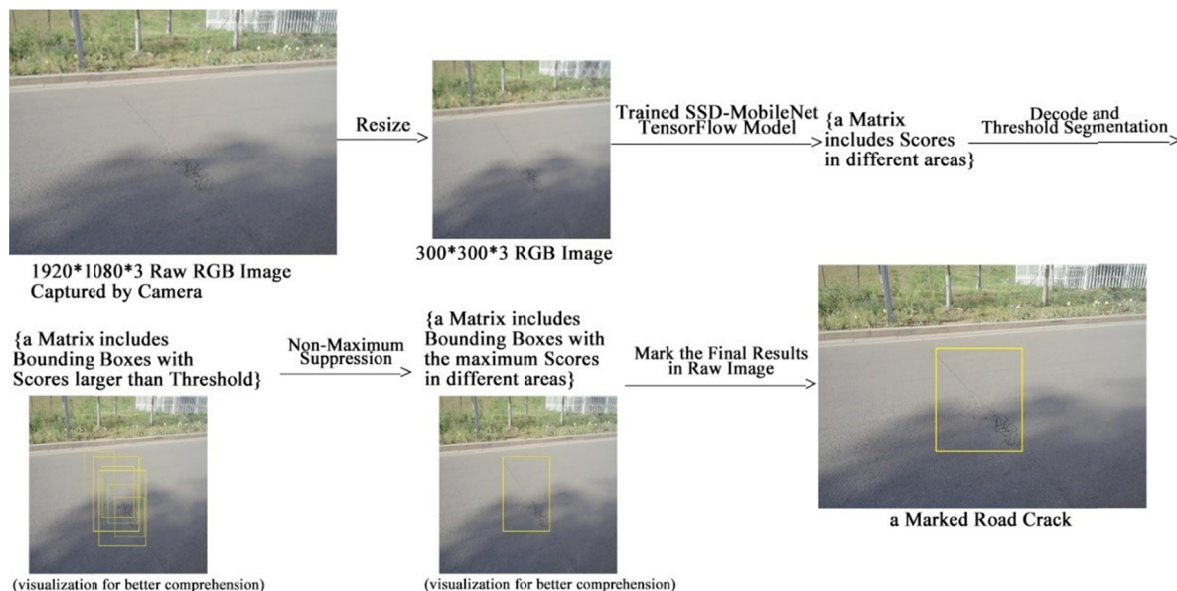 Resize
Trained SSD-MobileNet
TensorFlow Model
{a Matrix
includes Scores
in different areas}
Decode and
Threshold Segmentation
1920*1080*3 Raw RGB Image
Captured by Camera
300*300*3 RGB Image
{a Matrix includes
Bounding Boxes with
Scores larger than Threshold}
Non-Maximum
Suppression
{a Matrix includes
Bounding Boxes with
the maximum Scores
in different areas}
Mark the Final Results
in Raw Image
a Marked Road Crack
(visualization for better comprehension)
(visualization for better comprehension)